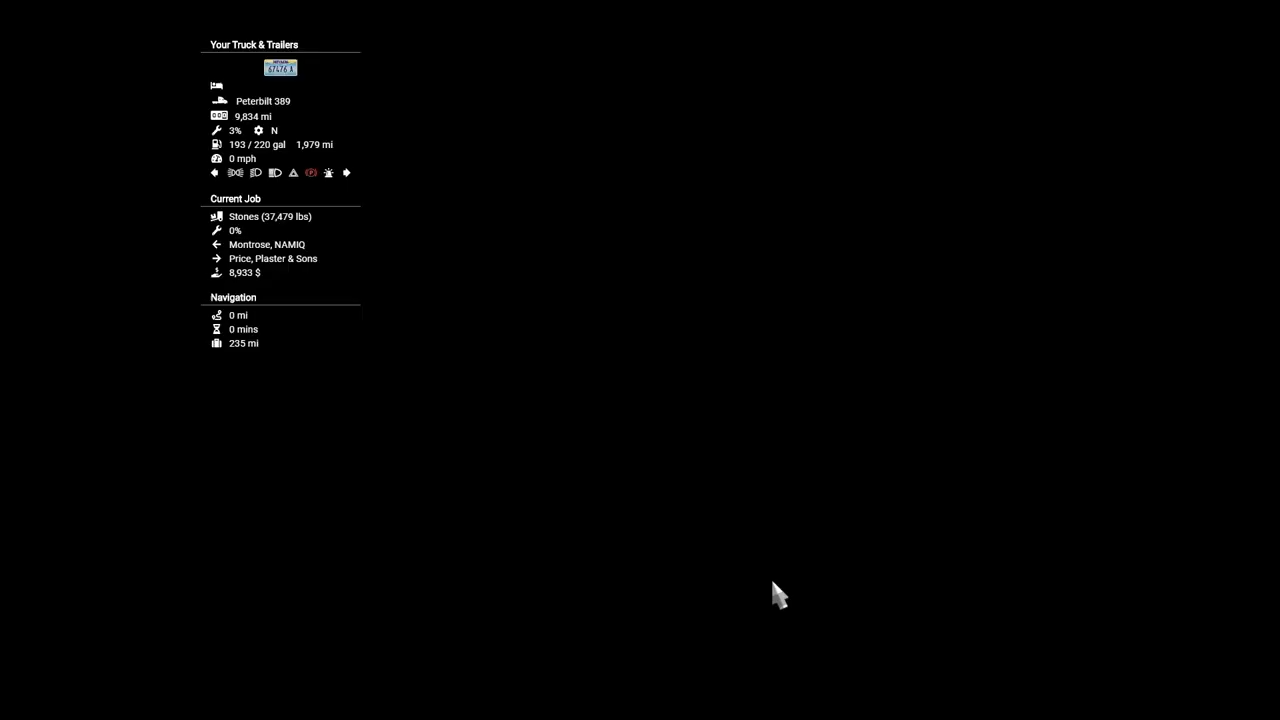 Your Truck & Trailers
67476 A
Peterbilt 389
9,834 mi
3% N
193 / 220 gal 1,979 mi
0 mph
Current Job
Stones (37,479 lbs)
0%
Montrose, NAMIQ
Price, Plaster & Sons
8,933 $
Navigation
0 mi
0 mins
235 mi